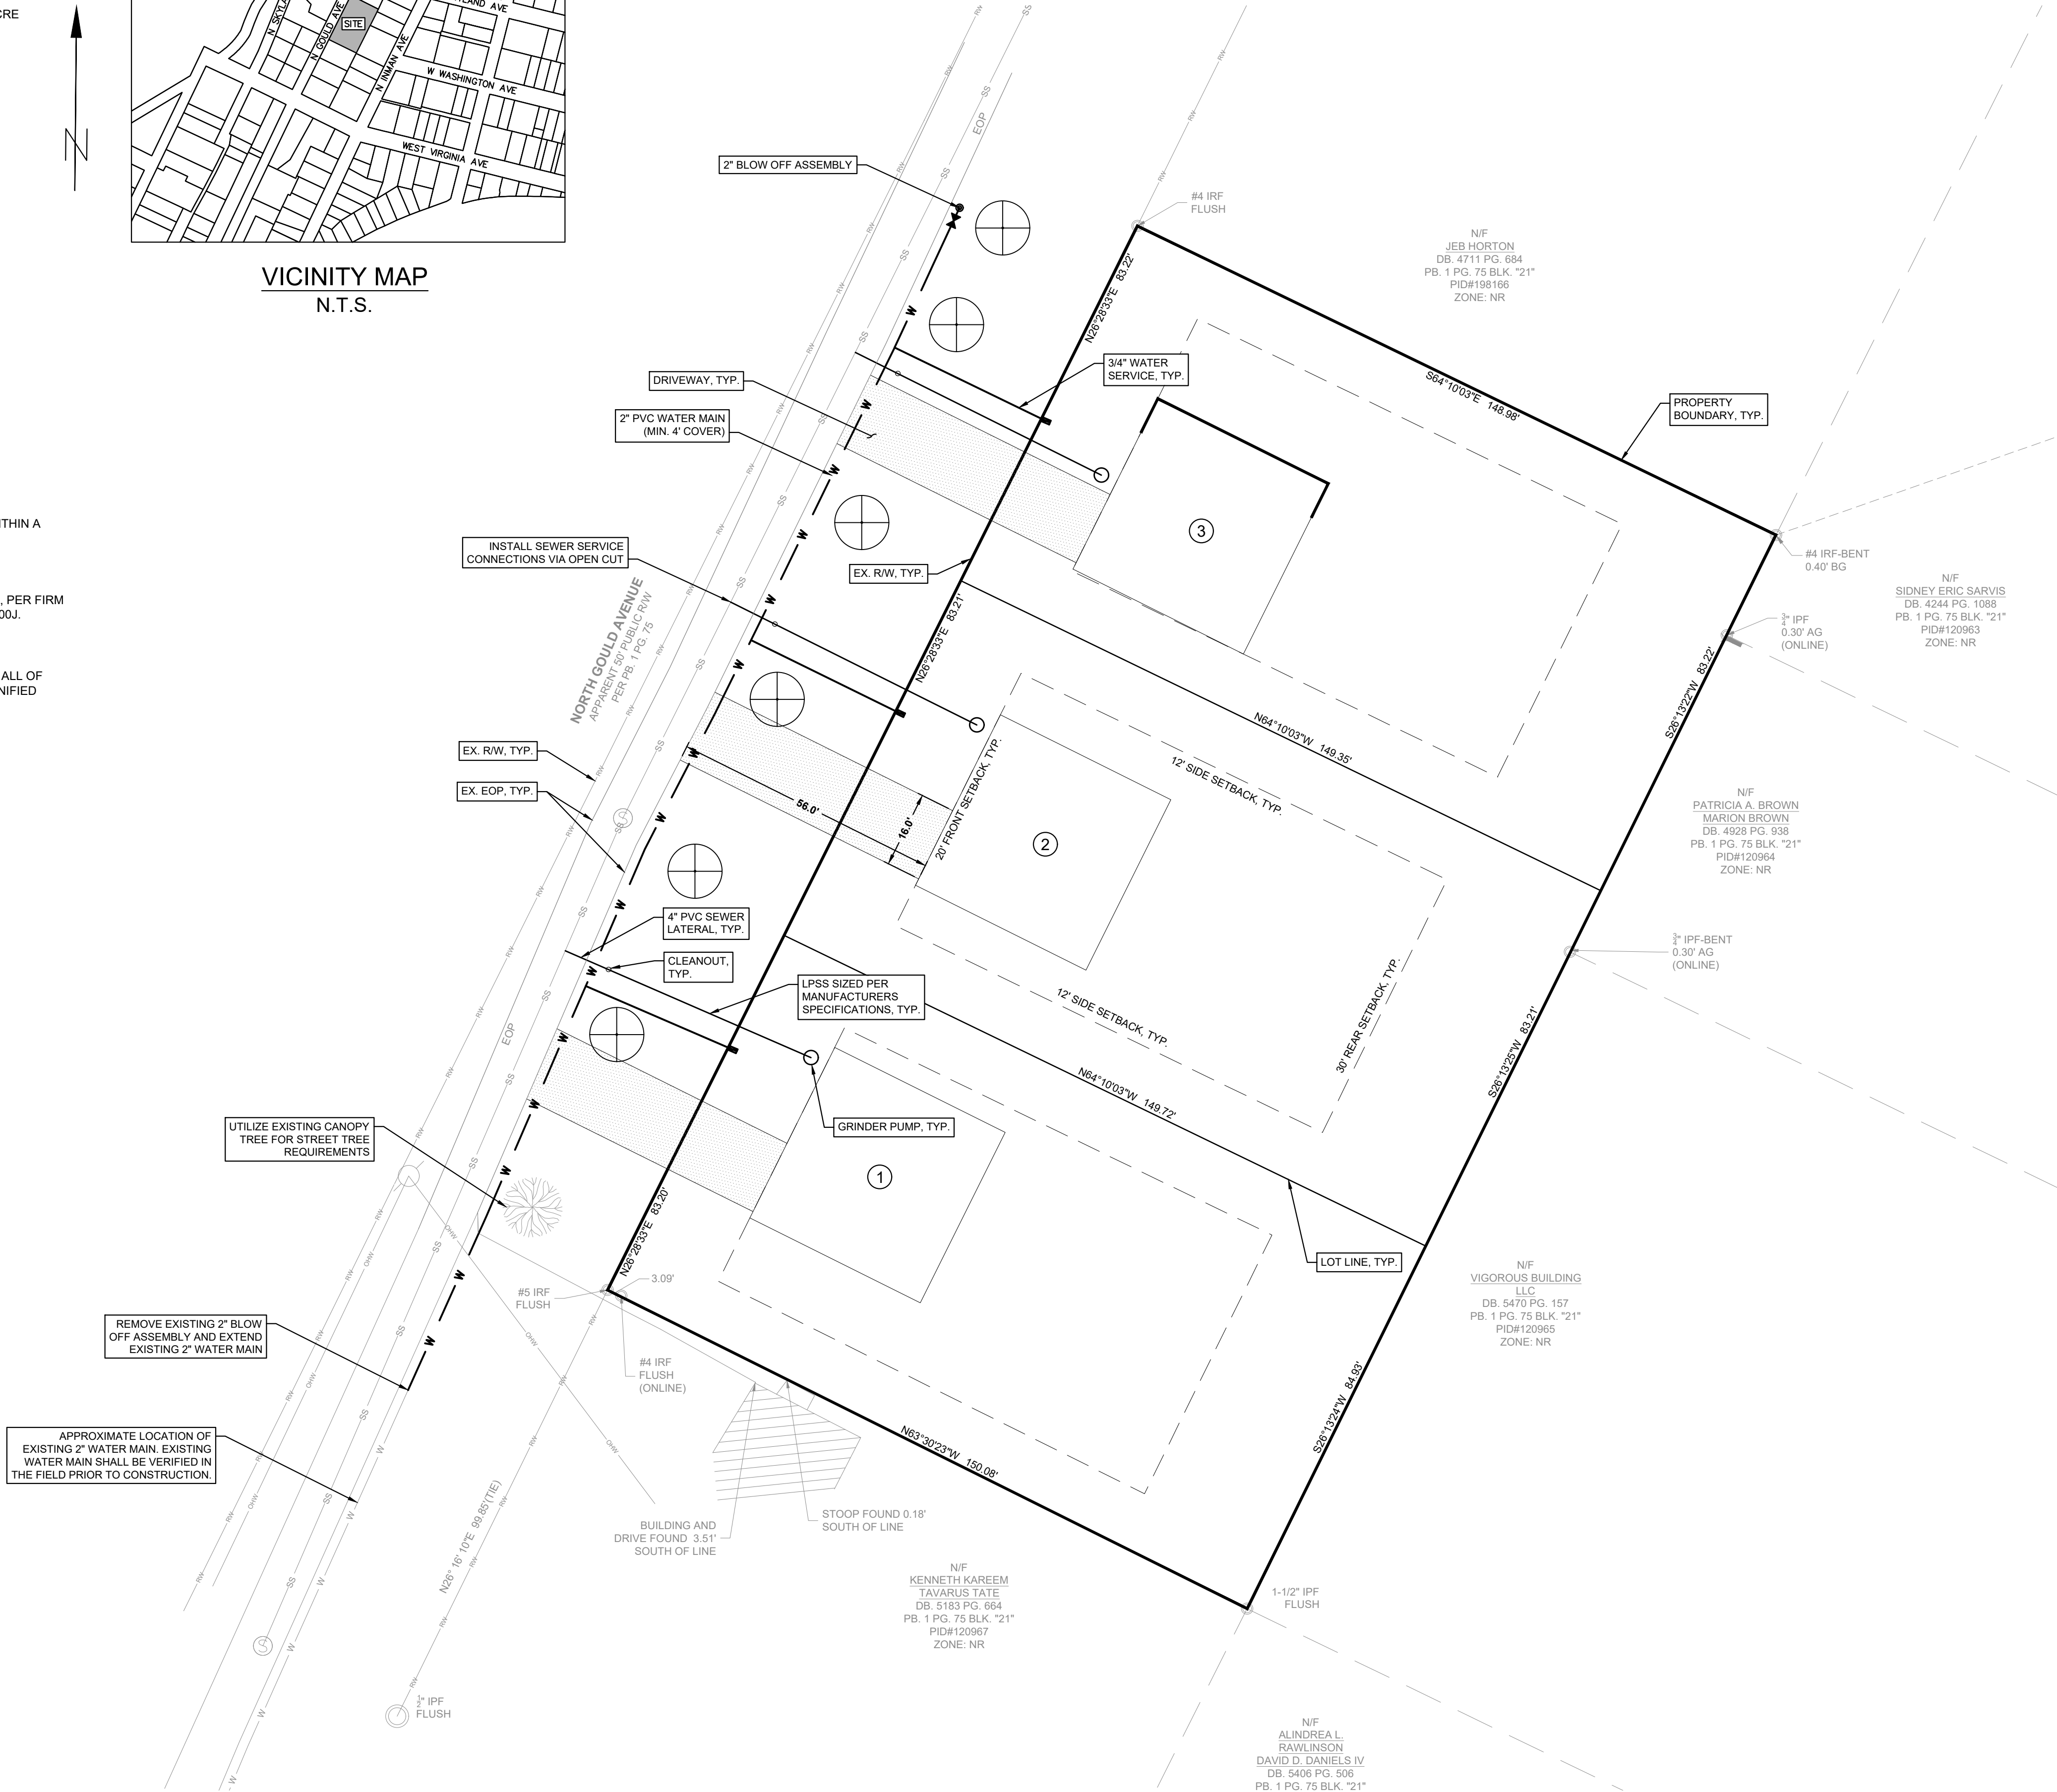 CRE
N GOULD AVE
SITE
N INMAN AVE
W WASHINGTON AVE
WEST VIRGINIA AVE
N
VICINITY MAP
N.T.S.
ITHIN A
, PER FIRM
00J.
ALL OF
NIFIED
2" BLOW OFF ASSEMBLY
EOP
#4 IRF
FLUSH
N/F
JEB HORTON
DB. 4711 PG. 684
PB. 1 PG. 75 BLK. "21"
PID#198166
ZONE: NR
N26°28'33"E 83.22'
DRIVEWAY, TYP.
3/4" WATER
SERVICE, TYP.
S64°10'03"E 148.98'
PROPERTY
BOUNDARY, TYP.
2" PVC WATER MAIN
(MIN. 4' COVER)
3
INSTALL SEWER SERVICE
CONNECTIONS VIA OPEN CUT
EX. R/W, TYP.
#4 IRF-BENT
0.40' BG
N/F
SIDNEY ERIC SARVIS
DB. 4244 PG. 1088
PB. 1 PG. 75 BLK. "21"
PID#120963
ZONE: NR
3/4" IPF
0.30' AG
(ONLINE)
NORTH GOULD AVENUE
APPARENT 50' PUBLIC R/W
PER PB. 1 PG. 75
N26°28'33"E 83.21'
S26°13'22"W 83.22'
N64°10'03"W 149.35'
EX. R/W, TYP.
EX. EOP, TYP.
S
12' SIDE SETBACK, TYP.
56.0'
16.0'
20' FRONT SETBACK, TYP.
2
N/F
PATRICIA A. BROWN
MARION BROWN
DB. 4928 PG. 938
PB. 1 PG. 75 BLK. "21"
PID#120964
ZONE: NR
4" PVC SEWER
LATERAL, TYP.
CLEANOUT,
TYP.
LPSS SIZED PER
MANUFACTURERS
SPECIFICATIONS, TYP.
3/4" IPF-BENT
0.30' AG
(ONLINE)
EOP
12' SIDE SETBACK, TYP.
30' REAR SETBACK, TYP.
S26°13'25"W 83.21'
N64°10'03"W 149.72'
UTILIZE EXISTING CANOPY
TREE FOR STREET TREE
REQUIREMENTS
GRINDER PUMP, TYP.
1
N26°28'33"E 83.20'
LOT LINE, TYP.
3.09'
#5 IRF
FLUSH
N/F
VIGOROUS BUILDING
LLC
DB. 5470 PG. 157
PB. 1 PG. 75 BLK. "21"
PID#120965
ZONE: NR
REMOVE EXISTING 2" BLOW
OFF ASSEMBLY AND EXTEND
EXISTING 2" WATER MAIN
#4 IRF
FLUSH
(ONLINE)
S26°13'24"W 84.93'
N63°30'23"W 150.08'
APPROXIMATE LOCATION OF
EXISTING 2" WATER MAIN. EXISTING
WATER MAIN SHALL BE VERIFIED IN
THE FIELD PRIOR TO CONSTRUCTION.
N26° 16' 10"E 99.85'(TIE)
BUILDING AND
DRIVE FOUND 3.51'
SOUTH OF LINE
STOOP FOUND 0.18'
SOUTH OF LINE
N/F
KENNETH KAREEM
TAVARUS TATE
DB. 5183 PG. 664
PB. 1 PG. 75 BLK. "21"
PID#120967
ZONE: NR
1-1/2" IPF
FLUSH
S
1/2" IPF
FLUSH
N/F
ALINDREA L.
RAWLINSON
DAVID D. DANIELS IV
DB. 5406 PG. 506
PB. 1 PG. 75 BLK. "21"